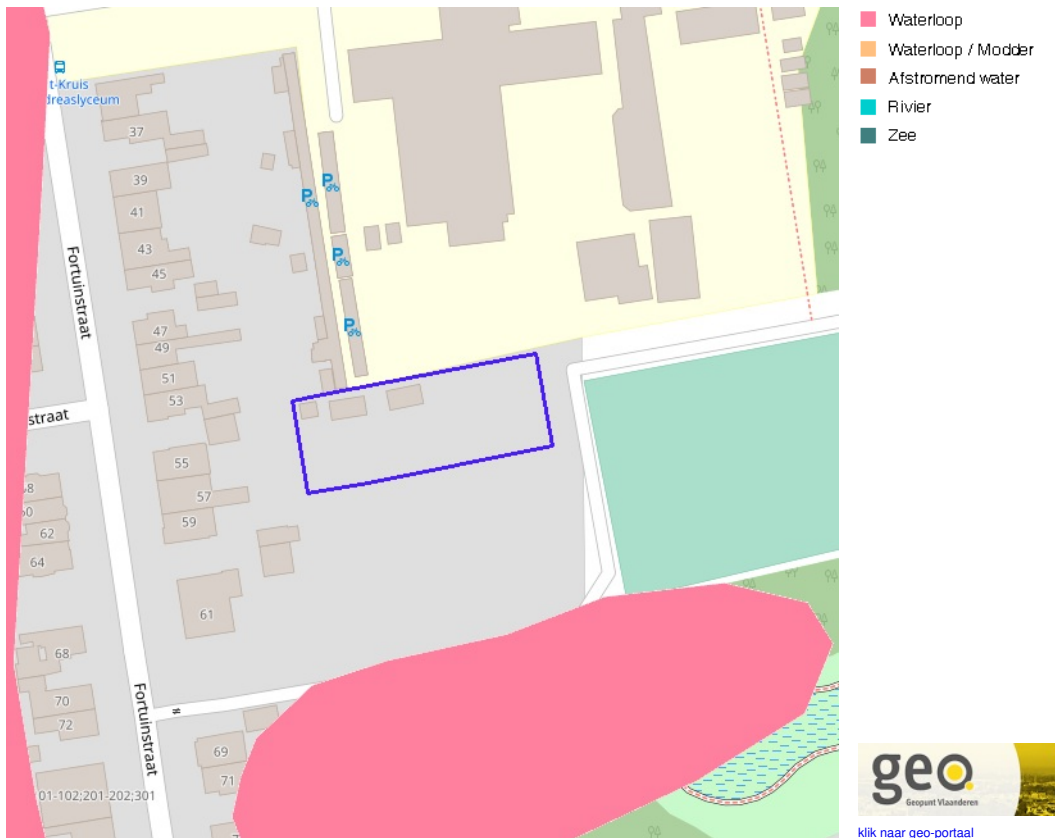 Waterloop
Waterloop / Modder
Afstromend water
Rivier
Zee
t-Kruis
dreaslyceum
37
39
41
43
45
47
49
51
53
55
57
59
61
Fortuinstraat
straat
60
62
64
68
70
72
69
71
01-102;201-202;301
Fortuinstraat
P
P
P
P
geo.
Geopunt Vlaanderen
klik naar geo-portaal